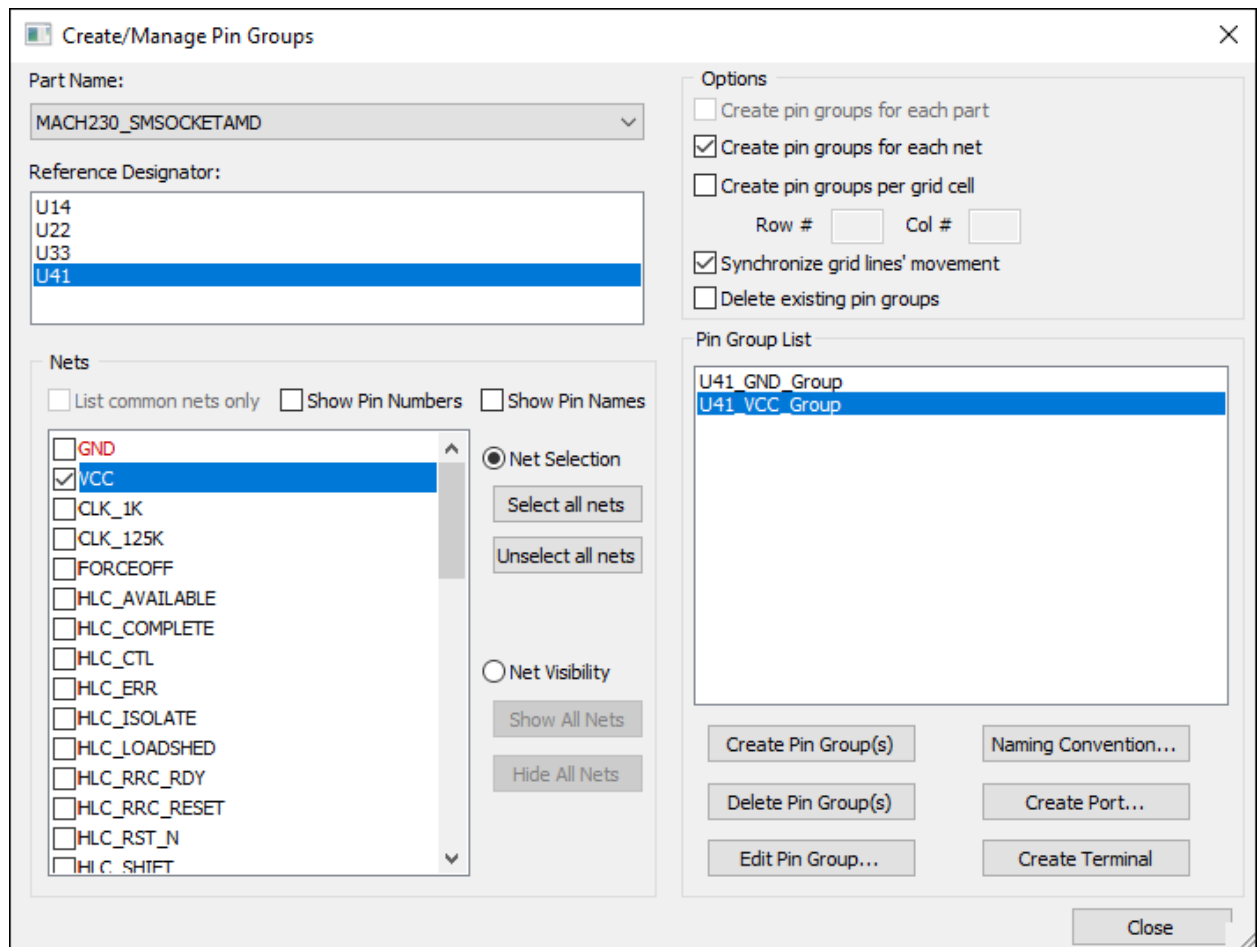 Create/Manage Pin Groups
Part Name:
MACH230_SMSOCKETAMD
Reference Designator:
U14
U22
U33
U41
Options
Create pin groups for each part
Create pin groups for each net
Create pin groups per grid cell
Row # Col #
Synchronize grid lines' movement
Delete existing pin groups
Nets
List common nets only Show Pin Numbers Show Pin Names
GND
VCC
CLK_1K
CLK_125K
FORCEOFF
HLC_AVAILABLE
HLC_COMPLETE
HLC_CTL
HLC_ERR
HLC_ISOLATE
HLC_LOADSHED
HLC_RRC_RDY
HLC_RRC_RESET
HLC_RST_N
HLC_SHIFT
Net Selection
Select all nets
Unselect all nets
Net Visibility
Show All Nets
Hide All Nets
Pin Group List
U41_GND_Group
U41_VCC_Group
Create Pin Group(s) Naming Convention...
Delete Pin Group(s) Create Port...
Edit Pin Group... Create Terminal
Close